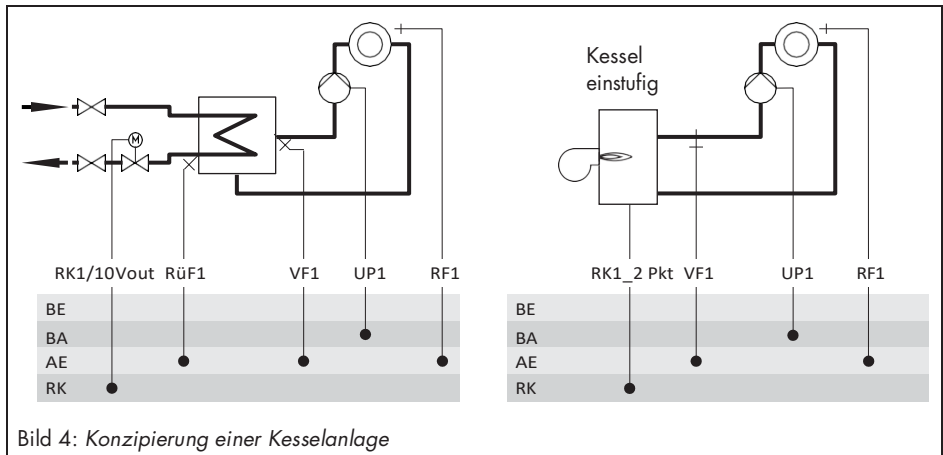 Kessel
einstufig
M
RK1/10Vout RüF1 VF1 UP1 RF1
BE
BA
AE
RK
RK1_2 Pkt VF1 UP1 RF1
BE
BA
AE
RK
Bild 4: Konzipierung einer Kesselanlage